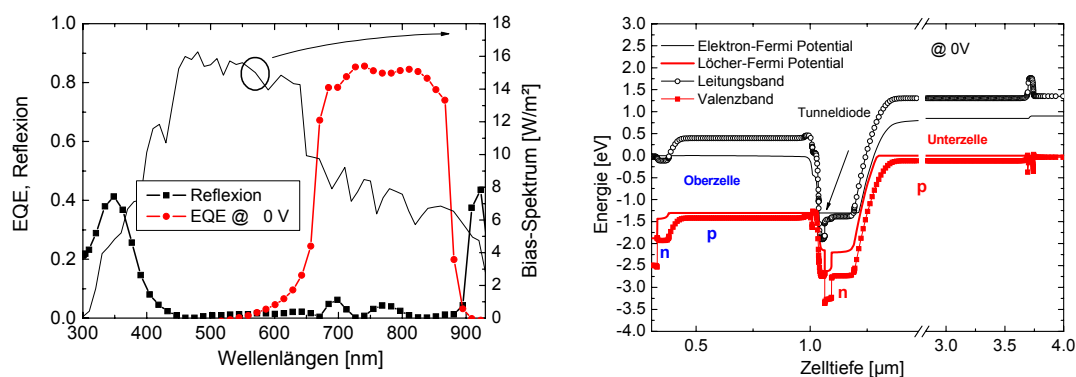 1.0
0.8
0.6
0.4
0.2
0.0
EQE, Reflexion
18
16
14
12
10
8
6
4
2
0
Bias-Spektrum [W/m²]
Reflexion
EQE @ 0 V
300 400 500 600 700 800 900
Wellenlängen [nm]
3.0
2.5
2.0
1.5
1.0
0.5
0.0
-0.5
-1.0
-1.5
-2.0
-2.5
-3.0
-3.5
-4.0
Energie [eV]
Elektron-Fermi Potential
Löcher-Fermi Potential
Leitungsband
Valenzband
@ 0V
Tunneldiode
Oberzelle
Unterzelle
n
p
n
p
0.5 1.0 3.0 3.5 4.0
Zelltiefe [µm]